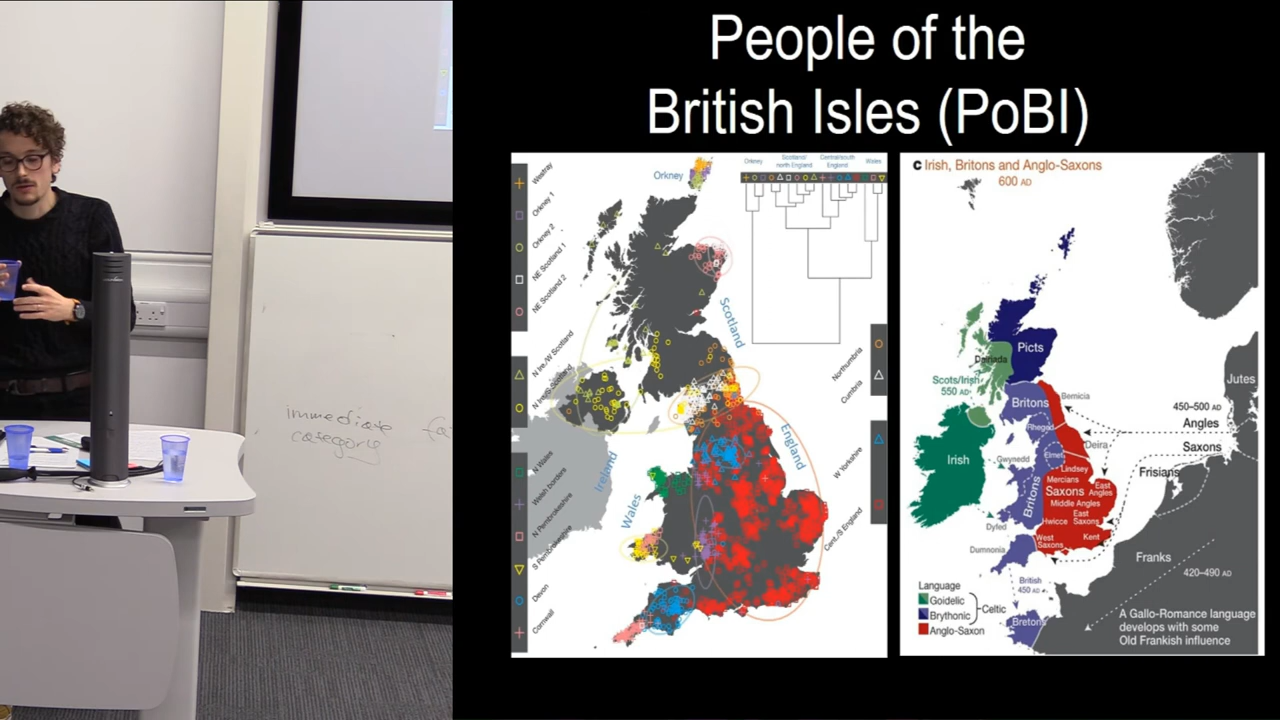 People of the
British Isles (PoBI)
immediate
category
Westray
Orkney 1
Orkney 2
NE Scotland 1
NE Scotland 2
N Ire./W Scotland
N Wales
Welsh borders
N Pembrokeshire
S Pembrokeshire
Devon
Cornwall
Orkney
Scotland
England
Ireland
Wales
Orkney
Scotland/
north England
Central/south
England
Wales
Northumbria
Cumbria
W Yorkshire
Cent./S England
C Irish, Britons and Anglo-Saxons
600 AD
Picts
Dalriada
Scots/Irish
550 AD
Britons
Bernicia
Rheged
Deira
Irish
Gwynedd
Elmet
Lindsey
Mercians
Britons
Saxons
East
Angles
Middle Angles
East
Saxons
Hwicce
Dyfed
West
Saxons
Kent
Dumnonia
Jutes
450–500 AD
Angles
Saxons
Frisians
Franks
420–490 AD
British
450 AD
Bretons
Language
Goidelic
Brythonic
Celtic
Anglo-Saxon
A Gallo-Romance language
develops with some
Old Frankish influence